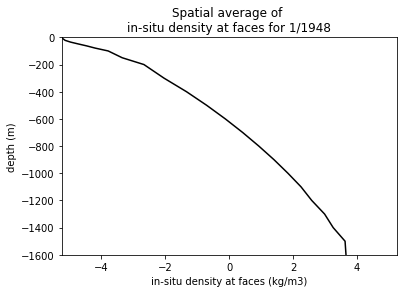 Spatial average of
in-situ density at faces for 1/1948
0
−200
−400
−600
−800
−1000
−1200
−1400
−1600
depth (m)
−4 −2 0 2 4
in-situ density at faces (kg/m3)